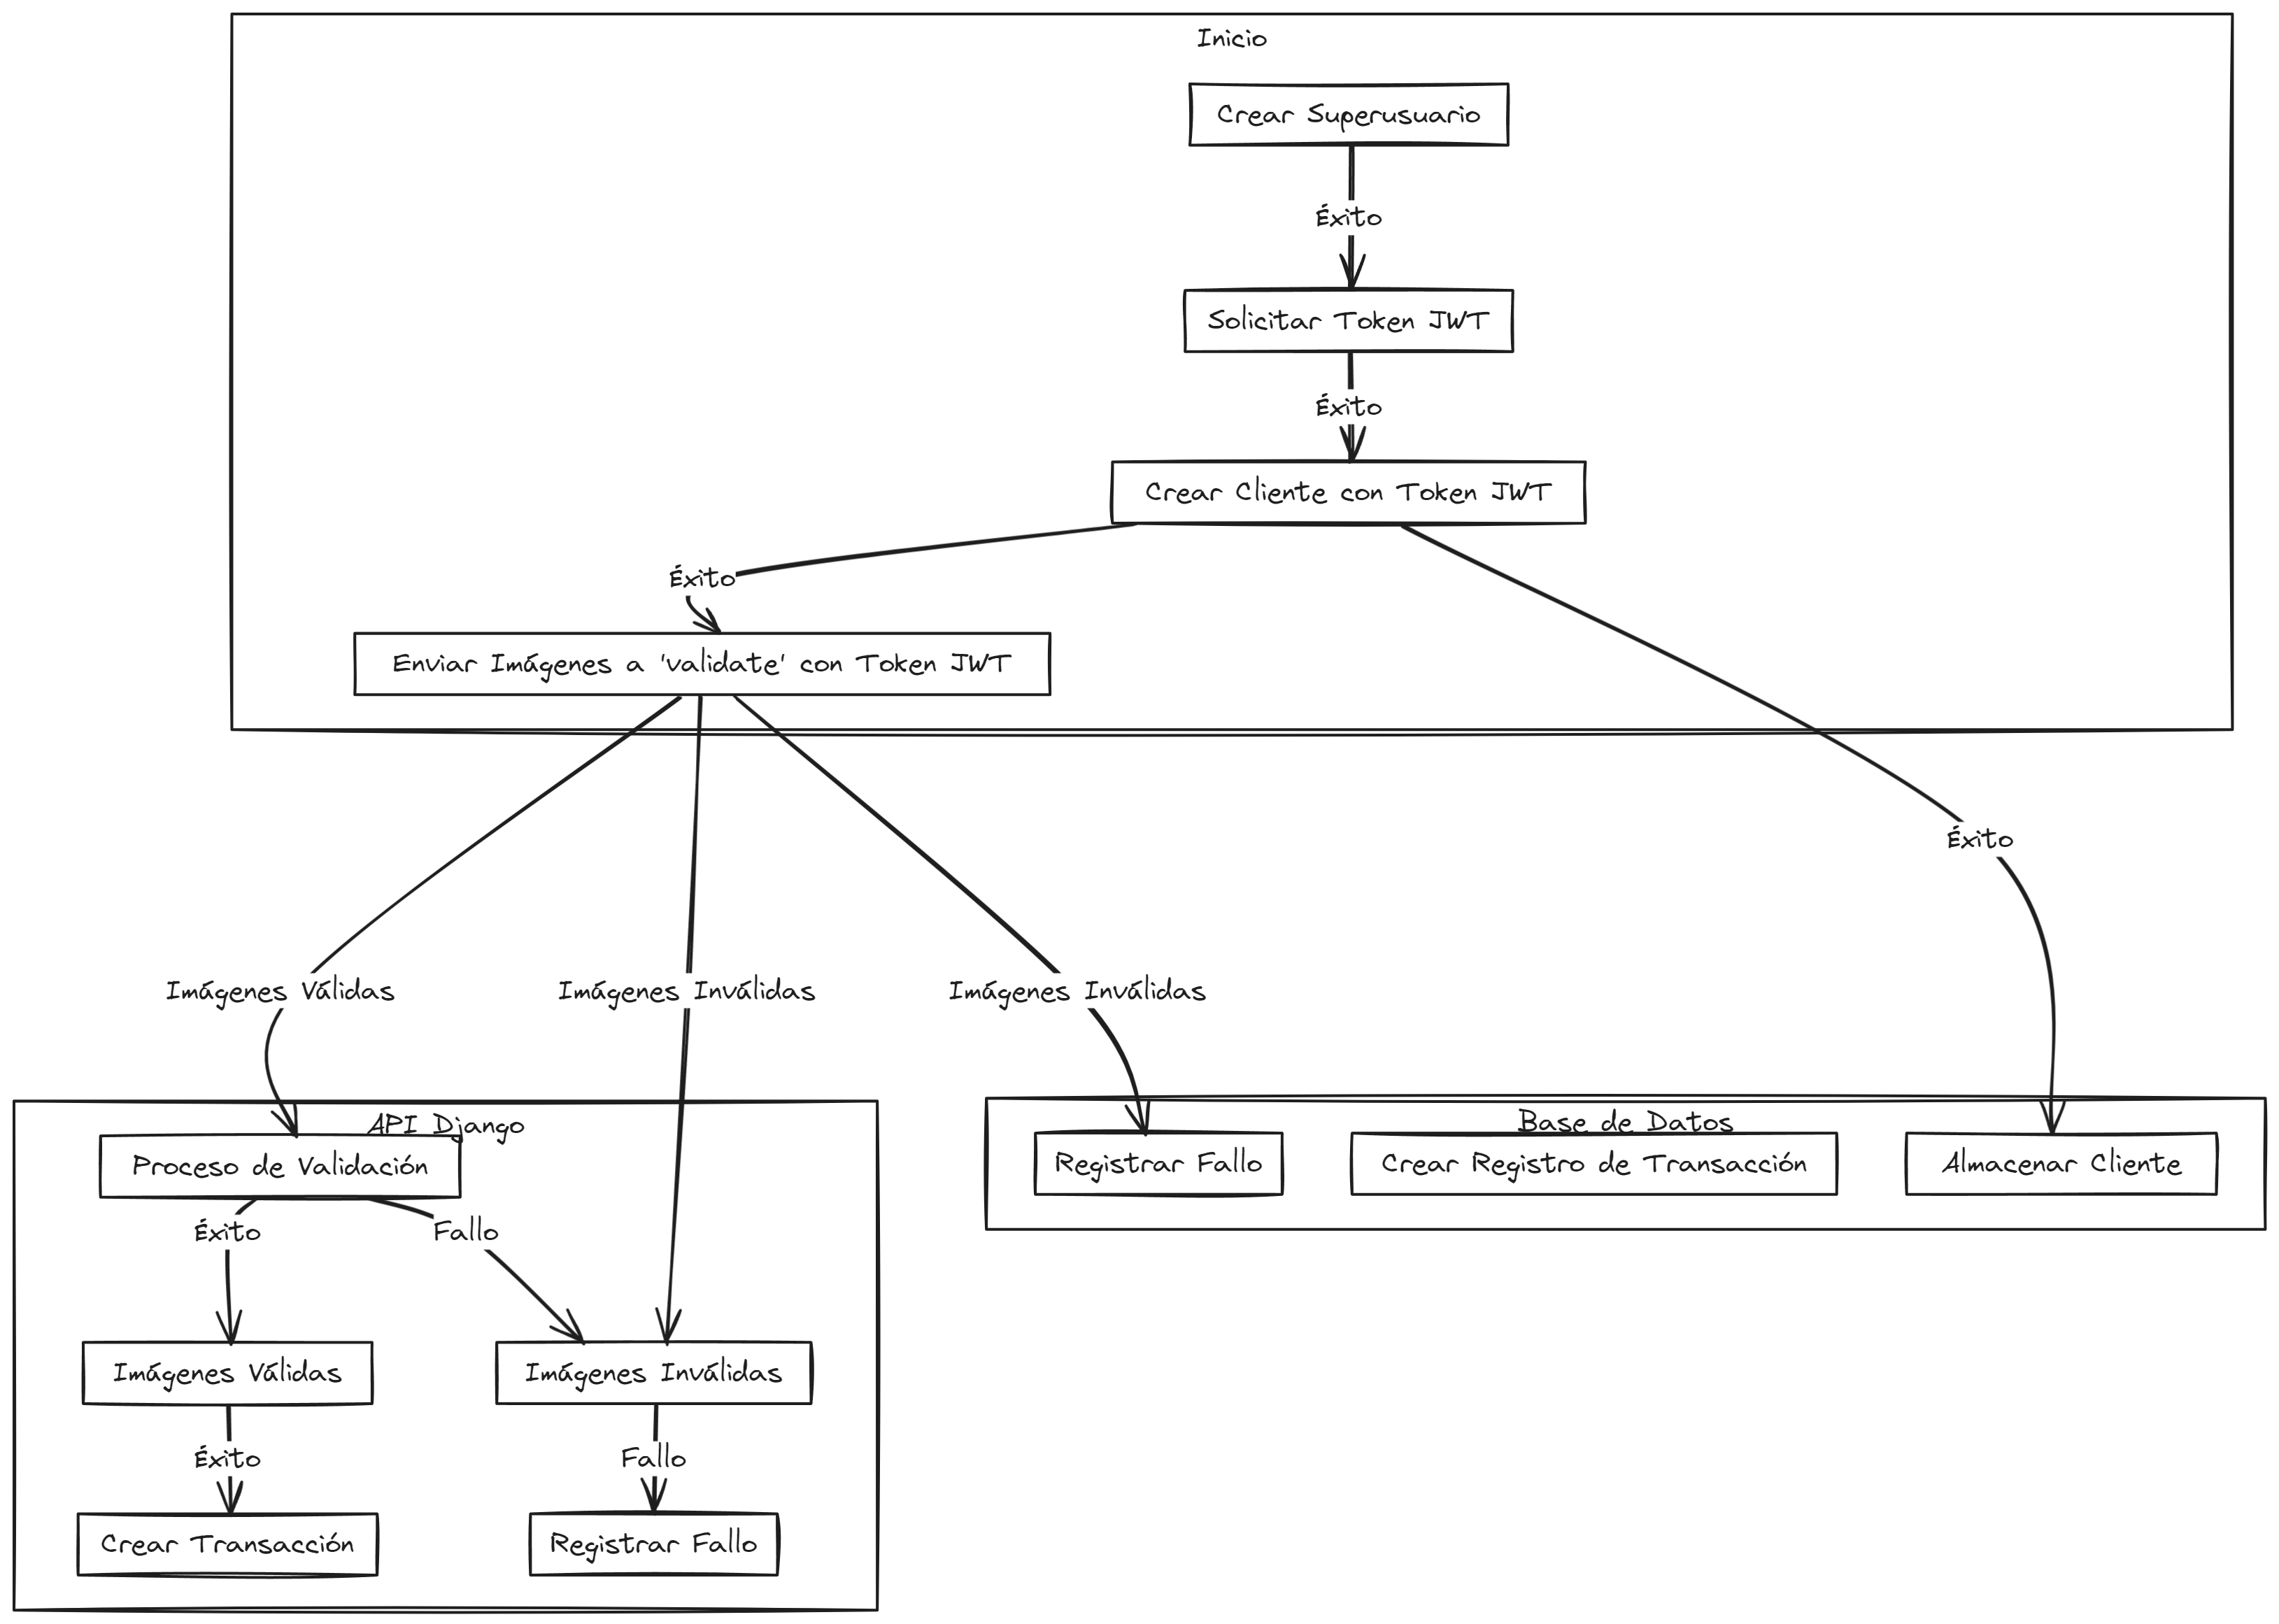 Inicio
Crear Superusuario
Éxito
Solicitar Token JWT
Éxito
Crear Cliente con Token JWT
Éxito
Enviar Imágenes a 'validate' con Token JWT
Éxito
Imágenes Válidas
Imágenes Inválidas
Imágenes Inválidas
API Django
Proceso de Validación
Éxito
Fallo
Imágenes Válidas
Imágenes Inválidas
Éxito
Fallo
Crear Transacción
Registrar Fallo
Base de Datos
Registrar Fallo
Crear Registro de Transacción
Almacenar Cliente